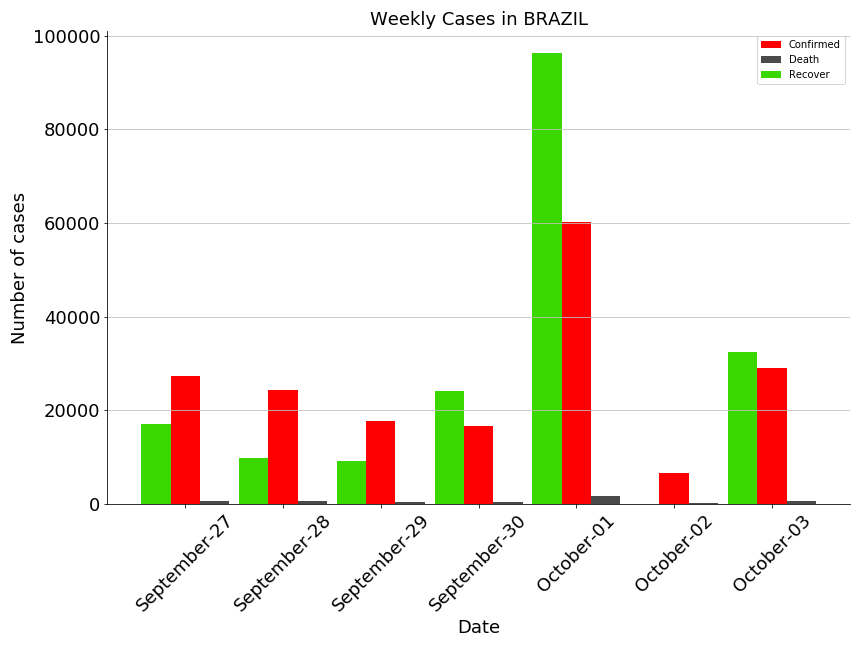 Weekly Cases in BRAZIL
Confirmed
Death
Recover
Number of cases
100000
80000
60000
40000
20000
0
September-27
September-28
September-29
September-30
October-01
October-02
October-03
Date